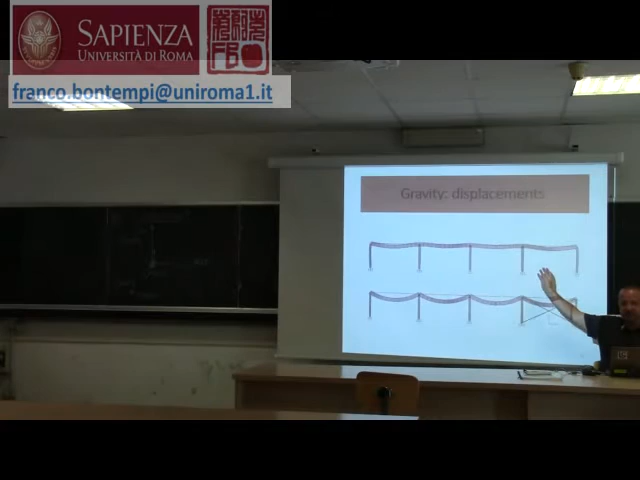 SAPIENZA
UNIVERSITÀ DI ROMA
franco.bontempi@uniroma1.it
Gravity: displacements